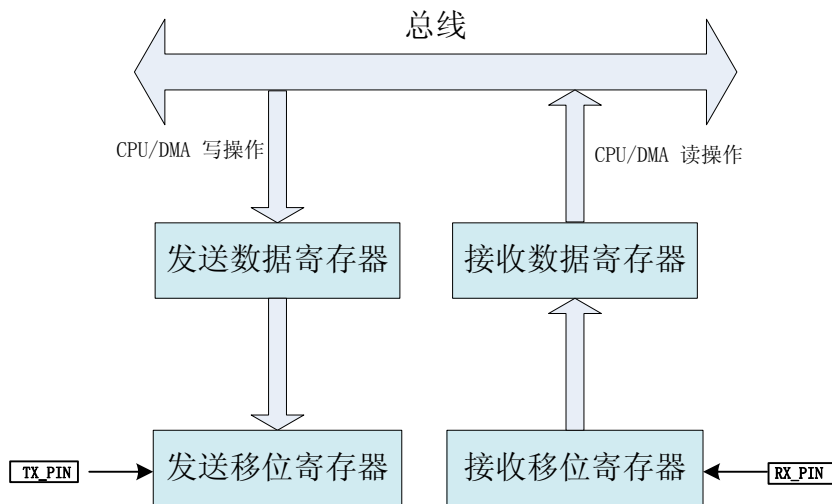 总线
CPU/DMA 写操作
CPU/DMA 读操作
发送数据寄存器
接收数据寄存器
TX_PIN
发送移位寄存器
接收移位寄存器
RX_PIN